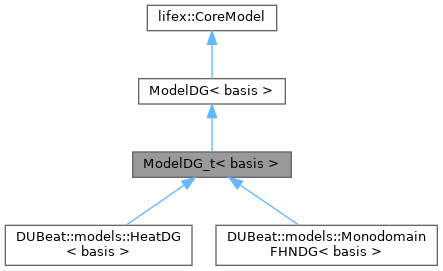 lifex::CoreModel
ModelDG< basis >
ModelDG_t< basis >
DUBeat::models::HeatDG
< basis >
DUBeat::models::Monodomain
FHNDG< basis >